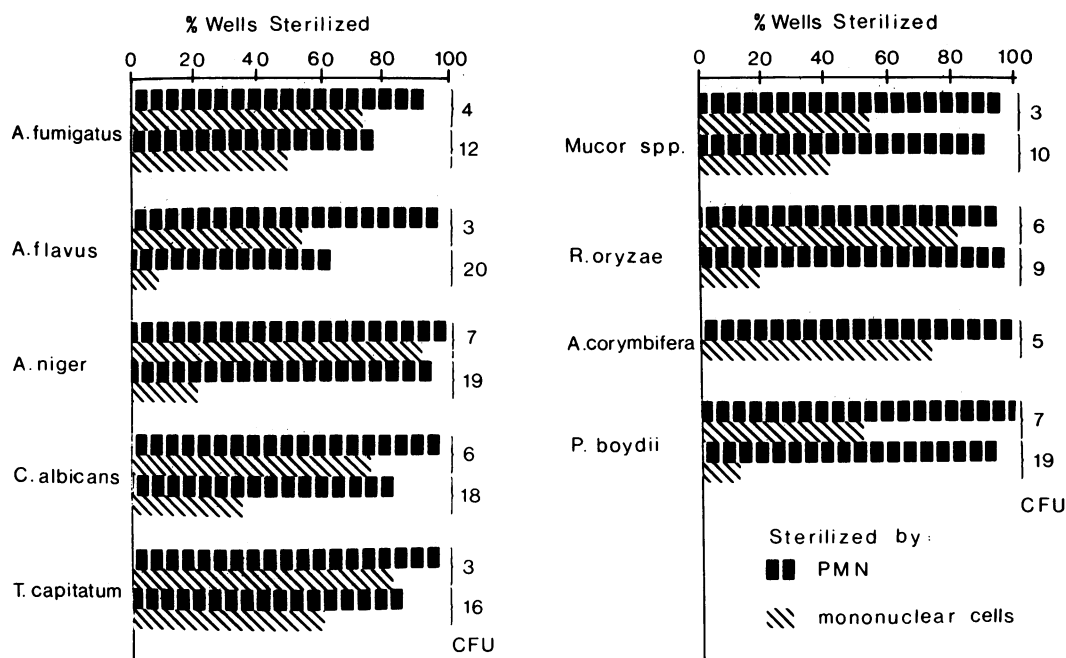 % Wells Sterilized
0 20 40 60 80 100
A. fumigatus
4
12
A. flavus
3
20
A. niger
7
19
C. albicans
6
18
T. capitatum
3
16
CFU
% Wells Sterilized
0 20 40 60 80 100
Mucor spp.
3
10
R. oryzae
6
9
A. corymbifera
5
P. boydii
7
19
CFU
Sterilized by:
PMN
mononuclear cells